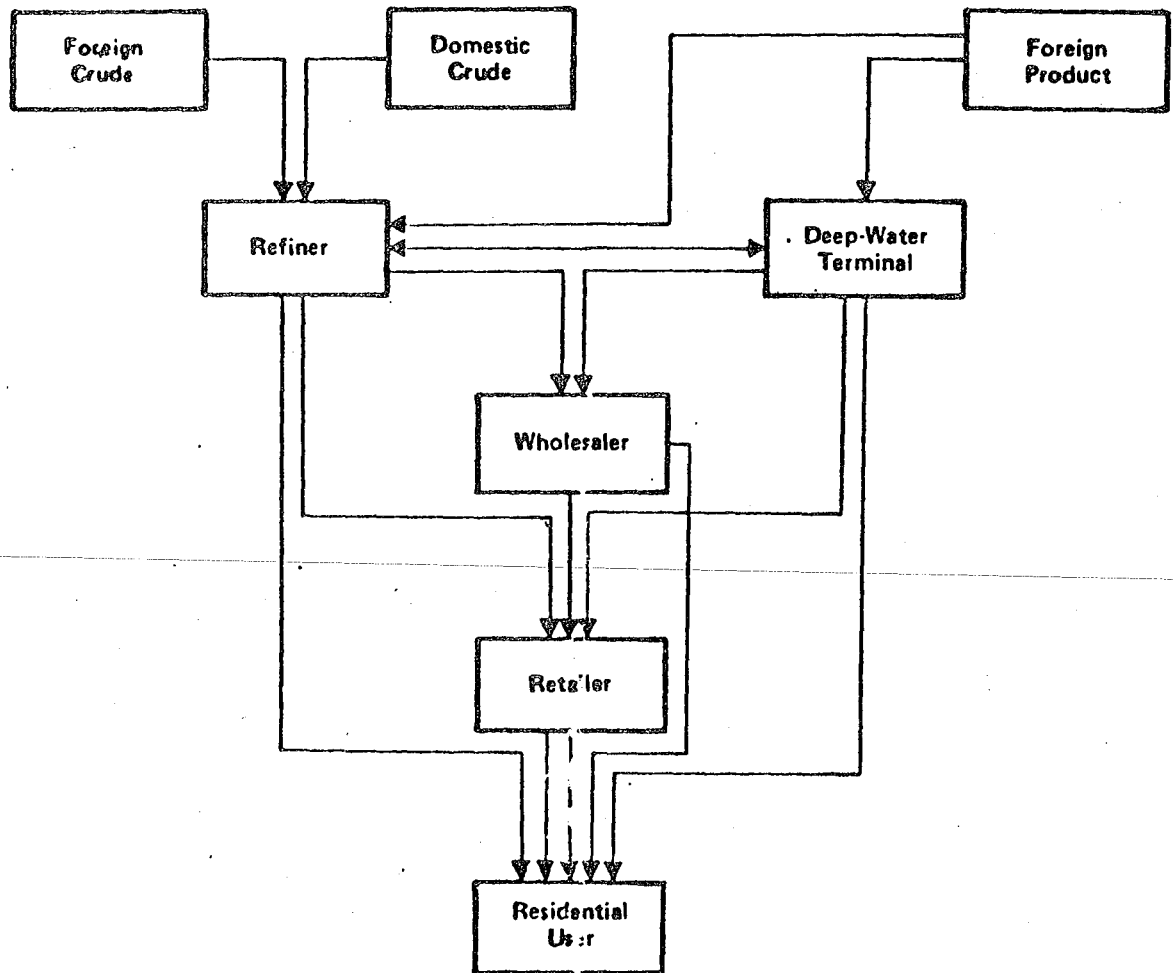 Foreign
Crude
Domestic
Crude
Foreign
Product
Refiner
Deep-Water
Terminal
Wholesaler
Retailer
Residential
User